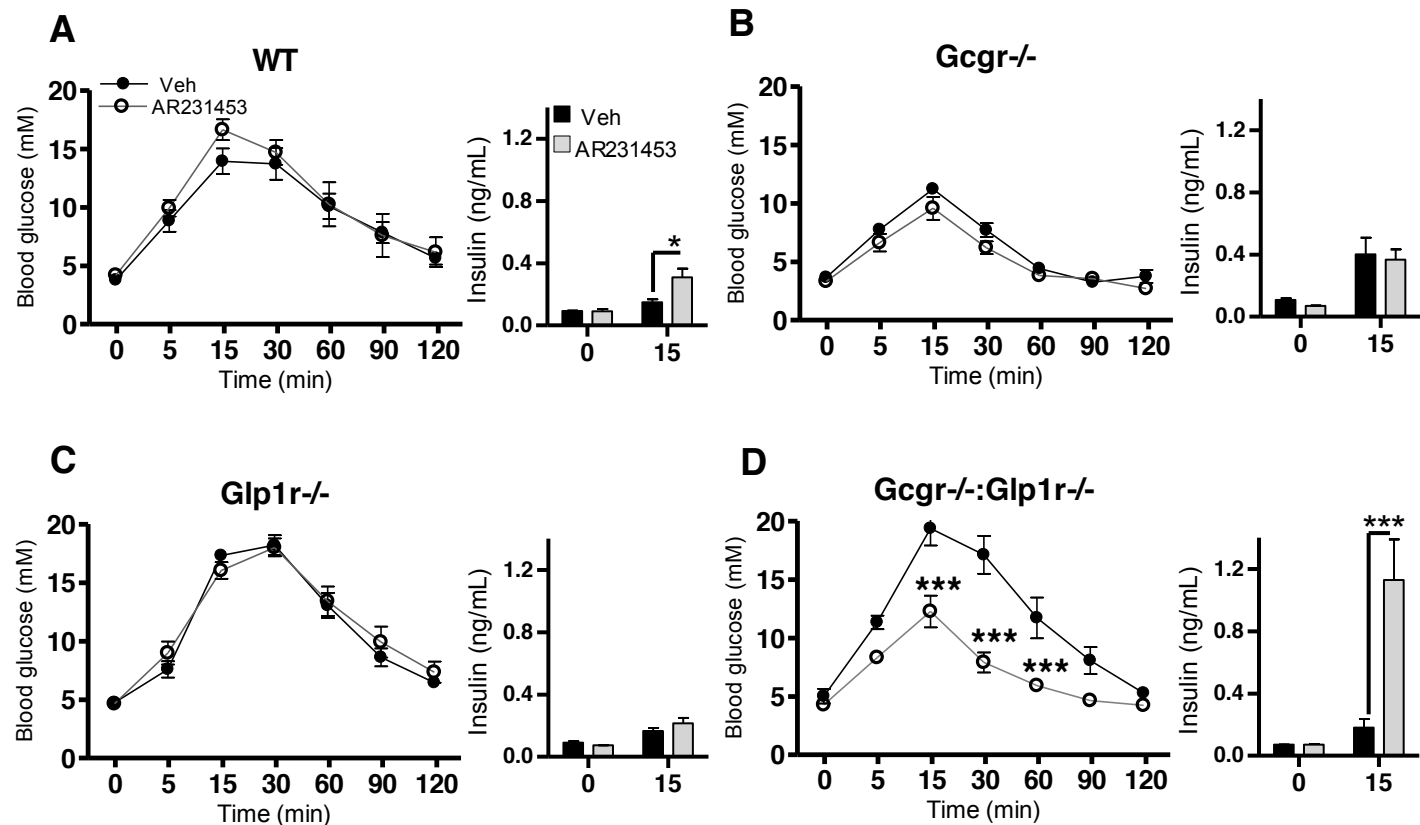 A
WT
Veh
AR231453
Blood glucose (mM)
20
15
10
5
0
0 5 15 30 60 90 120
Time (min)
Veh
AR231453
Insulin (ng/mL)
1.2
0.8
0.4
0.0
*
0 15
B
Gcgr-/-
Blood glucose (mM)
20
15
10
5
0
0 5 15 30 60 90 120
Time (min)
Insulin (ng/mL)
1.2
0.8
0.4
0.0
0 15
C
Glp1r-/-
Blood glucose (mM)
20
15
10
5
0
0 5 15 30 60 90 120
Time (min)
Insulin (ng/mL)
1.2
0.8
0.4
0.0
0 15
D
Gcgr-/-:Glp1r-/-
Blood glucose (mM)
20
15
10
5
0
***
***
***
0 5 15 30 60 90 120
Time (min)
Insulin (ng/mL)
1.2
0.8
0.4
0.0
***
0 15